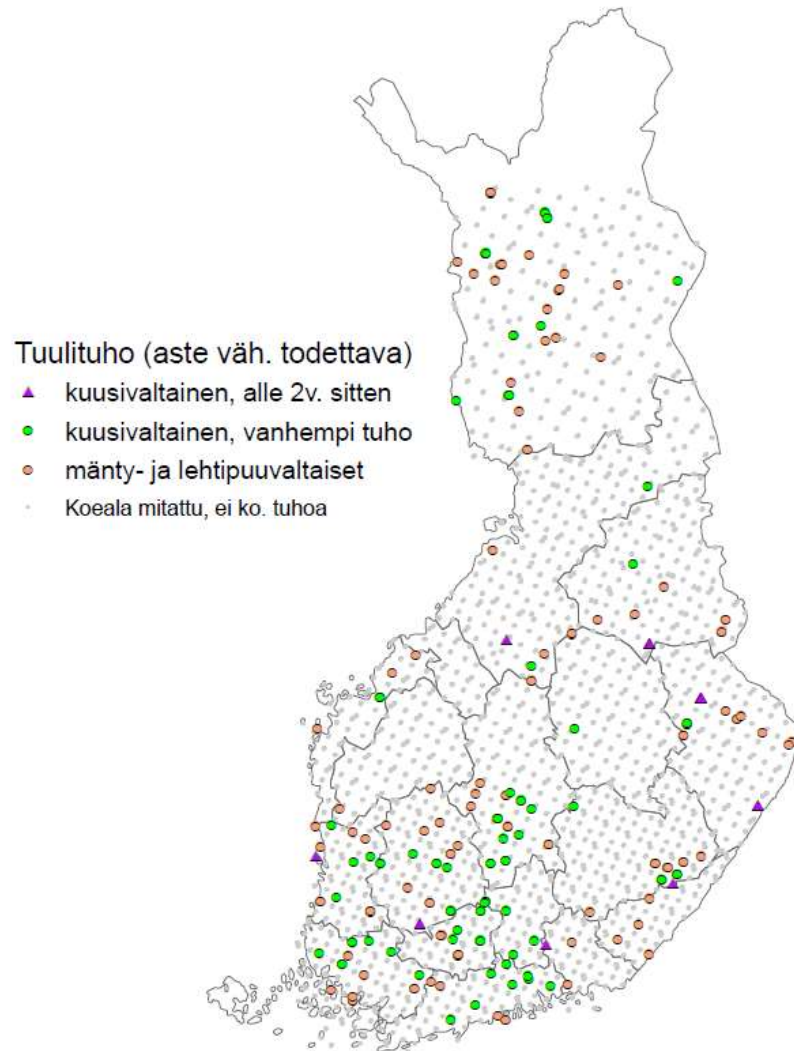 Tuulituho (aste väh. todettava)
kuusivaltainen, alle 2v. sitten
kuusivaltainen, vanhempi tuho
mänty- ja lehtipuuvaltaiset
Koeala mitattu, ei ko. tuhoa